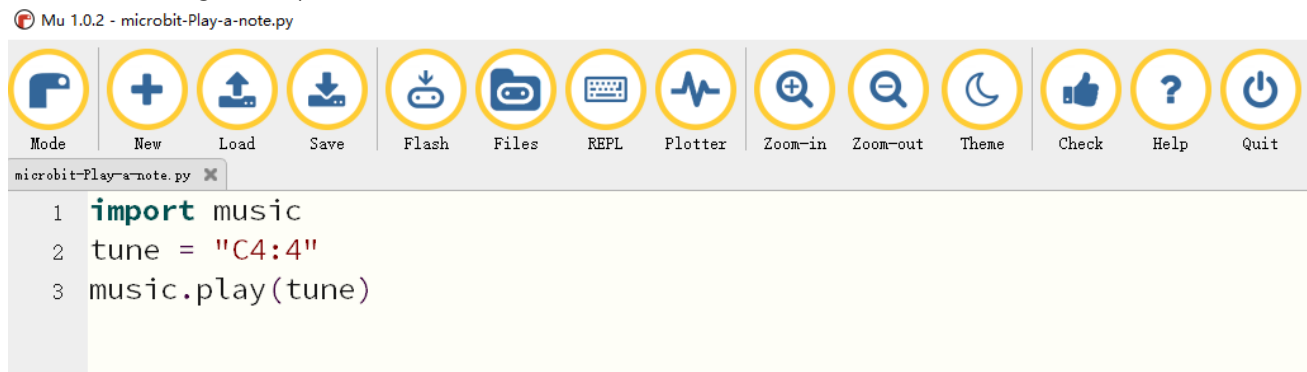 Mu 1.0.2 - microbit-Play-a-note.py
Mode New Load Save Flash Files REPL Plotter Zoom-in Zoom-out Theme Check Help Quit
microbit-Play-a-note.py
1 import music
2 tune = "C4:4"
3 music.play(tune)